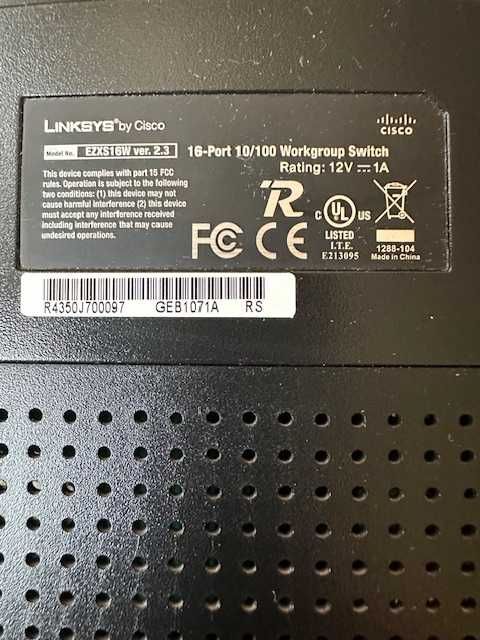 LINKSYS® by Cisco
CISCO
Model No. EZXS16W ver. 2.3
16-Port 10/100 Workgroup Switch
Rating: 12V ⎓ 1A
This device complies with part 15 FCC
rules. Operation is subject to the following
two conditions: (1) this device may not
cause harmful interference (2) this device
must accept any interference received
including interference that may cause
undesired operations.
FC CE
R
C UL US
LISTED
I.T.E.
E213095
1288-104
Made in China
R4350J700097 GEB1071A RS